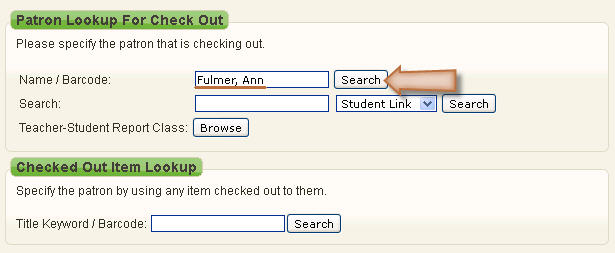 Patron Lookup For Check Out
Please specify the patron that is checking out.
Name / Barcode: Fulmer, Ann Search
Search: Student Link Search
Teacher-Student Report Class: Browse
Checked Out Item Lookup
Specify the patron by using any item checked out to them.
Title Keyword / Barcode: Search